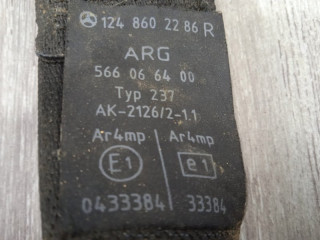 124 860 22 86 R
ARG
566 06 64 00
Typ 237
AK-2126/2-1.1
Ar4mp Ar4mp
E1 e1
0433384 33384